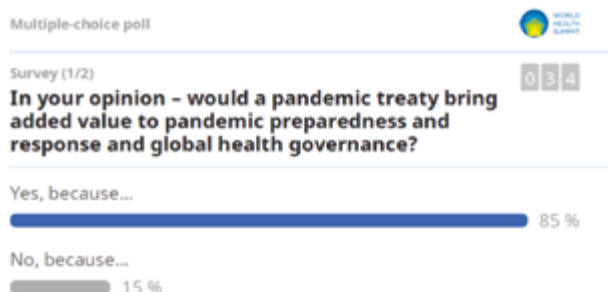 Multiple-choice poll
WORLD
HEALTH
SUMMIT
Survey (1/2)
0 3 4
In your opinion – would a pandemic treaty bring
added value to pandemic preparedness and
response and global health governance?
Yes, because...
85 %
No, because...
15 %